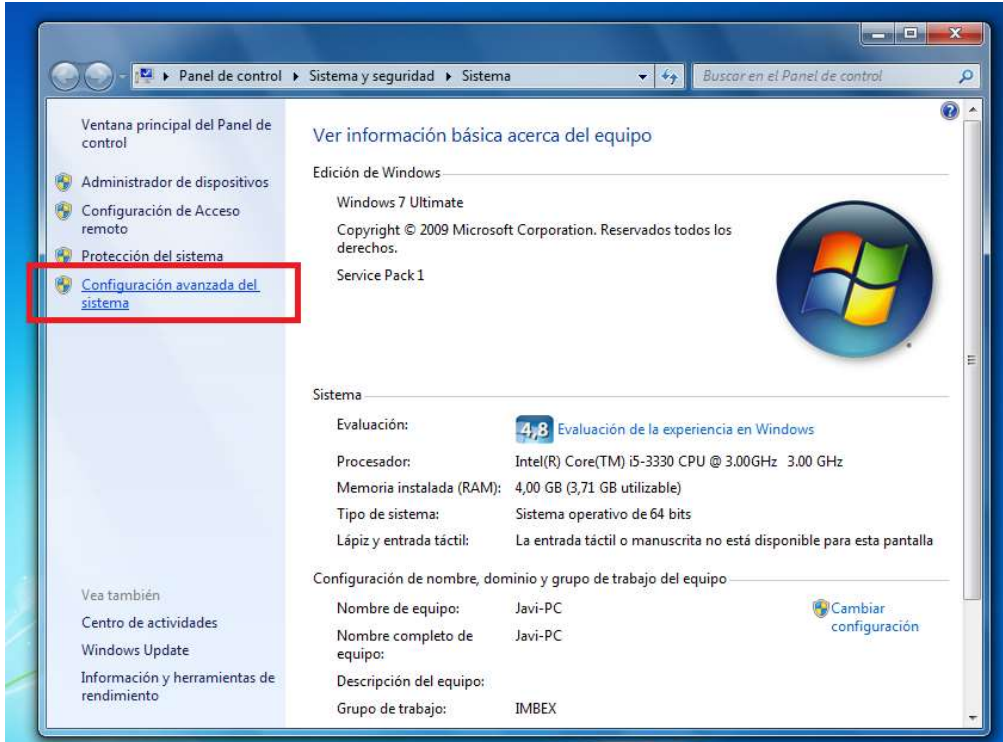 Panel de control ▸ Sistema y seguridad ▸ Sistema
Buscar en el Panel de control
Ventana principal del Panel de
control
Administrador de dispositivos
Configuración de Acceso
remoto
Protección del sistema
Configuración avanzada del
sistema
Vea también
Centro de actividades
Windows Update
Información y herramientas de
rendimiento
Ver información básica acerca del equipo
Edición de Windows
Windows 7 Ultimate
Copyright © 2009 Microsoft Corporation. Reservados todos los
derechos.
Service Pack 1
Sistema
Evaluación: 4,8 Evaluación de la experiencia en Windows
Procesador: Intel(R) Core(TM) i5-3330 CPU @ 3.00GHz 3.00 GHz
Memoria instalada (RAM): 4,00 GB (3,71 GB utilizable)
Tipo de sistema: Sistema operativo de 64 bits
Lápiz y entrada táctil: La entrada táctil o manuscrita no está disponible para esta pantalla
Configuración de nombre, dominio y grupo de trabajo del equipo
Nombre de equipo: Javi-PC
Cambiar
configuración
Nombre completo de
equipo:
Javi-PC
Descripción del equipo:
Grupo de trabajo: IMBEX